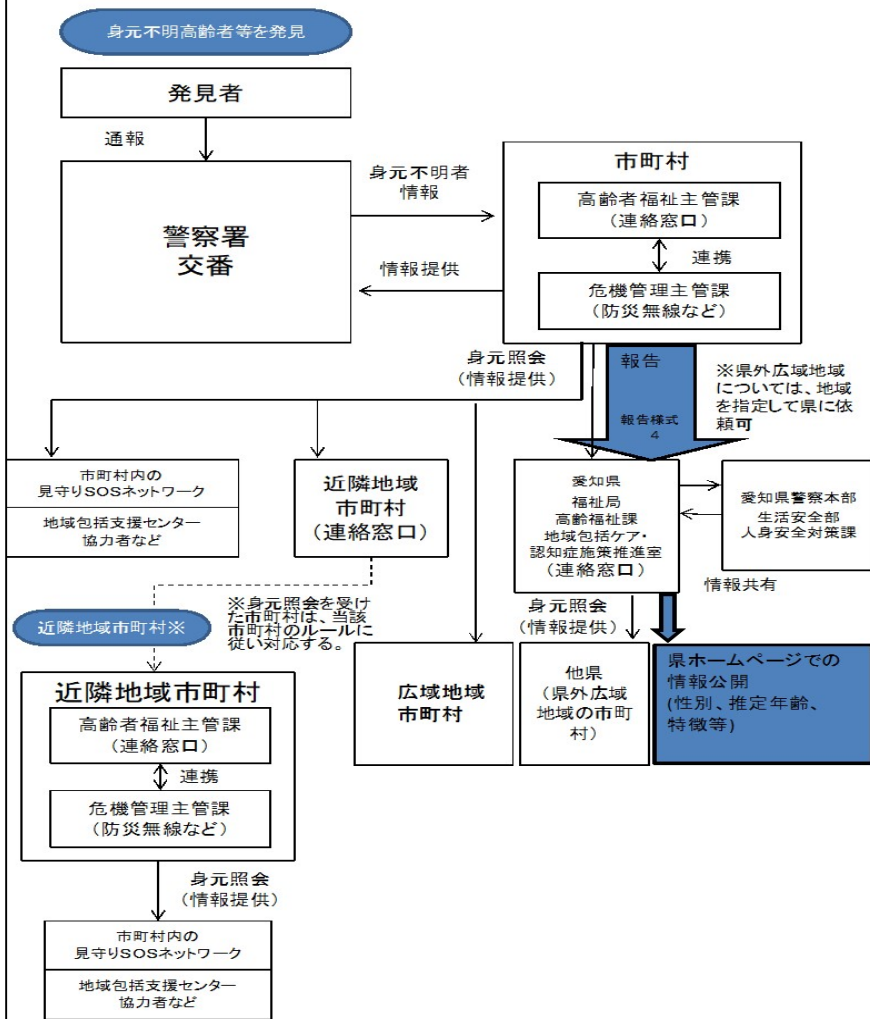 身元不明高齢者等を発見
発見者
通報
警察署
交番
身元不明者
情報
情報提供
市町村
高齢者福祉主管課
(連絡窓口)
連携
危機管理主管課
(防災無線など)
身元照会
(情報提供)
報告
報告様式
4
※県外広域地域
については、地域
を指定して県に依
頼可
市町村内の
見守りSOSネットワーク
地域包括支援センター
協力者など
近隣地域
市町村
(連絡窓口)
愛知県
福祉局
高齢福祉課
地域包括ケア・
認知症施策推進室
(連絡窓口)
愛知県警察本部
生活安全部
人身安全対策課
情報共有
近隣地域市町村※
※身元照会を受け
た市町村は、当該
市町村のルールに
従い対応する。
身元照会
(情報提供)
広域地域
市町村
他県
(県外広域
地域の市町
村)
県ホームページでの
情報公開
(性別、推定年齢、
特徴等)
近隣地域市町村
高齢者福祉主管課
(連絡窓口)
連携
危機管理主管課
(防災無線など)
身元照会
(情報提供)
市町村内の
見守りSOSネットワーク
地域包括支援センター
協力者など